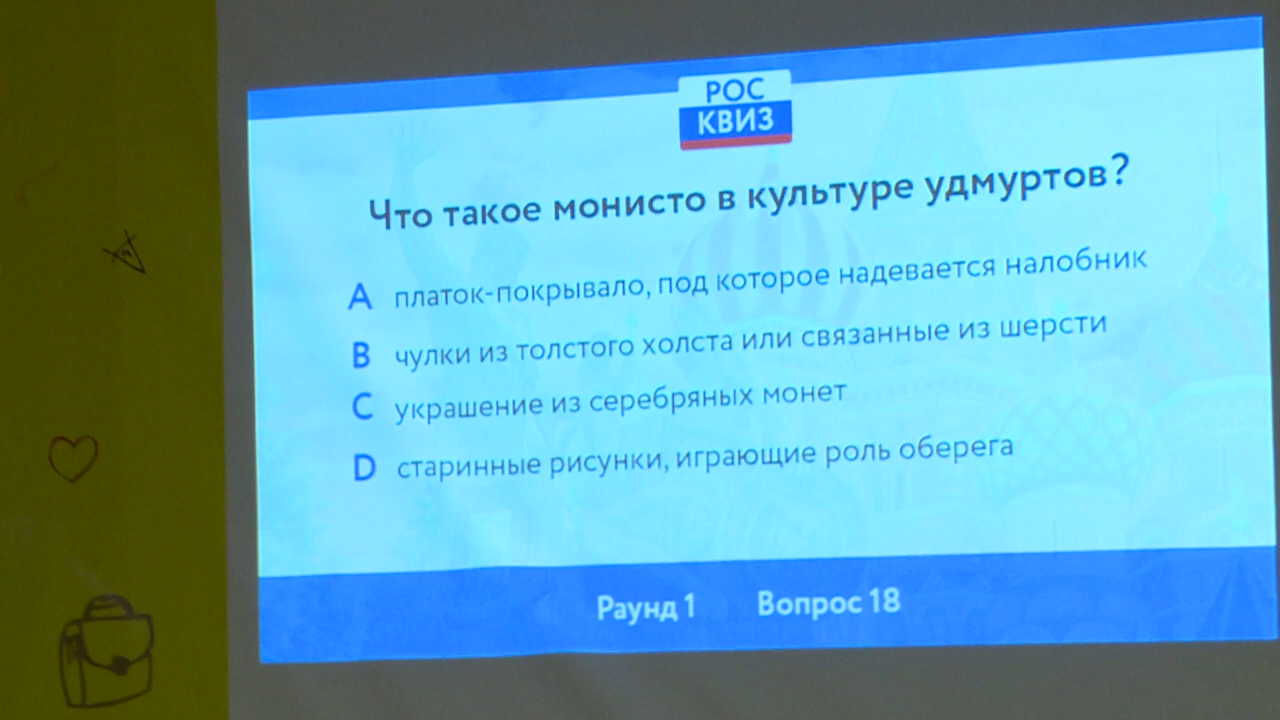 РОС
КВИЗ
Что такое монисто в культуре удмуртов?
A платок-покрывало, под которое надевается налобник
B чулки из толстого холста или связанные из шерсти
C украшение из серебряных монет
D старинные рисунки, играющие роль оберега
Раунд 1 Вопрос 18